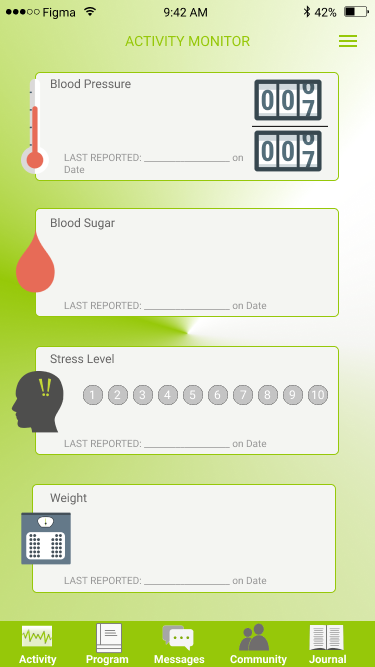 Figma 9:42 AM 42%
ACTIVITY MONITOR
Blood Pressure
007
007
LAST REPORTED: ________________ on
Date
Blood Sugar
LAST REPORTED: ________________ on Date
Stress Level
!!
1 2 3 4 5 6 7 8 9 10
LAST REPORTED: ________________ on Date
Weight
LAST REPORTED: ________________ on Date
Activity Program Messages Community Journal